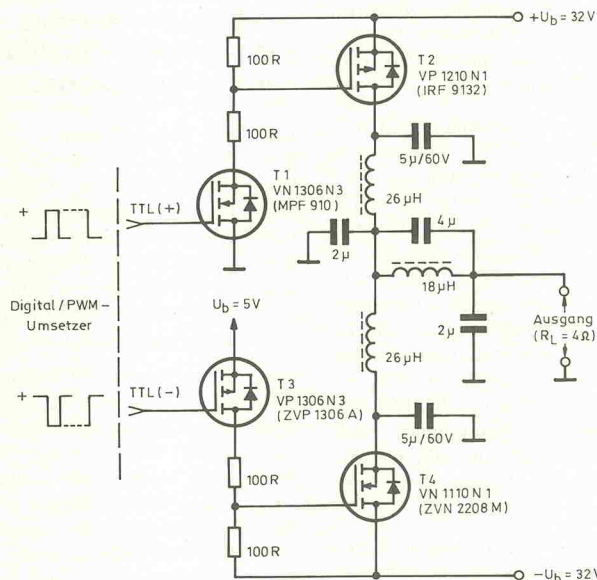 +Ub = 32V
100R
T2
VP 1210 N1
(IRF 9132)
100R
5µ/60V
T1
VN 1306 N3
(MPF 910)
26µH
+
TTL(+)
4µ
2µ
Digital / PWM -
Umsetzer
18µH
Ub = 5V
2µ
Ausgang
(RL = 4Ω)
26µH
+
TTL(-)
T3
VP 1306 N3
(ZVP 1306 A)
5µ/60V
100R
T4
VN 1110 N1
(ZVN 2208 M)
100R
-Ub = 32V